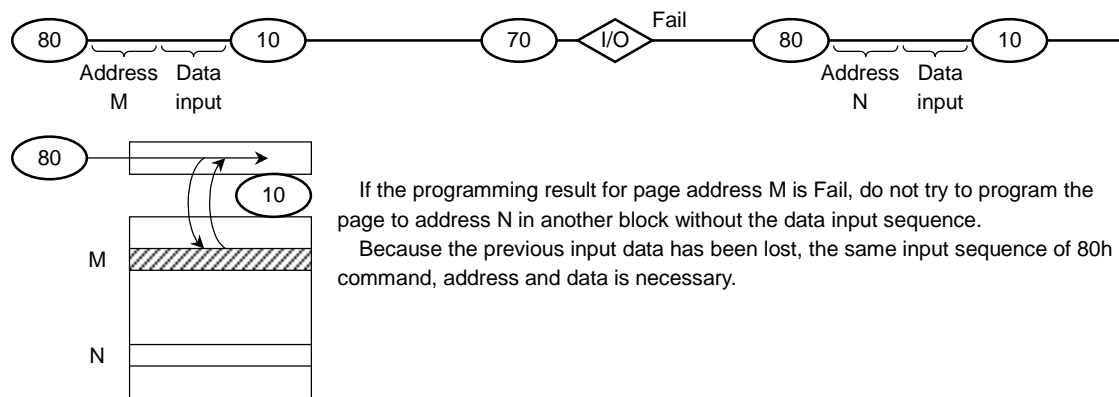 Fail
80 10 70 I/O 80 10
Address Data Address Data
M input N input
80
10
If the programming result for page address M is Fail, do not try to program the
page to address N in another block without the data input sequence.
Because the previous input data has been lost, the same input sequence of 80h
command, address and data is necessary.
M
N